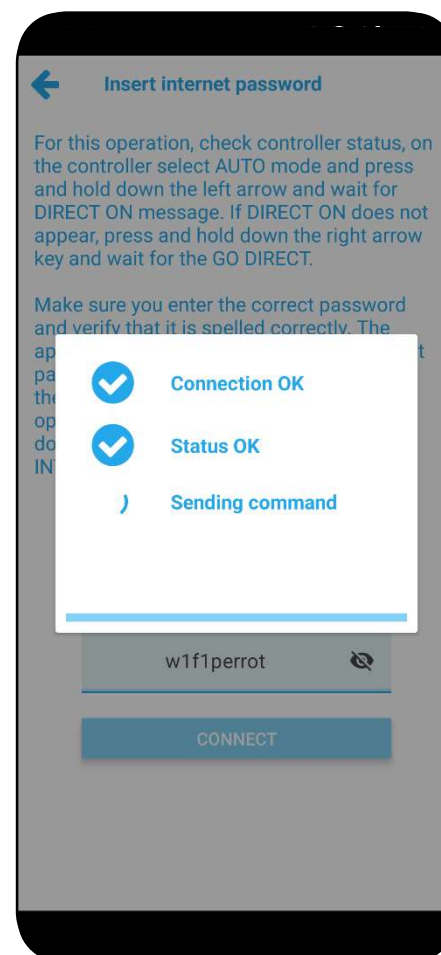 Insert internet password
For this operation, check controller status, on
the controller select AUTO mode and press
and hold down the left arrow and wait for
DIRECT ON message. If DIRECT ON does not
appear, press and hold down the right arrow
key and wait for the GO DIRECT.
Make sure you enter the correct password
and verify that it is spelled correctly. The
Connection OK
Status OK
Sending command
w1f1perrot
CONNECT